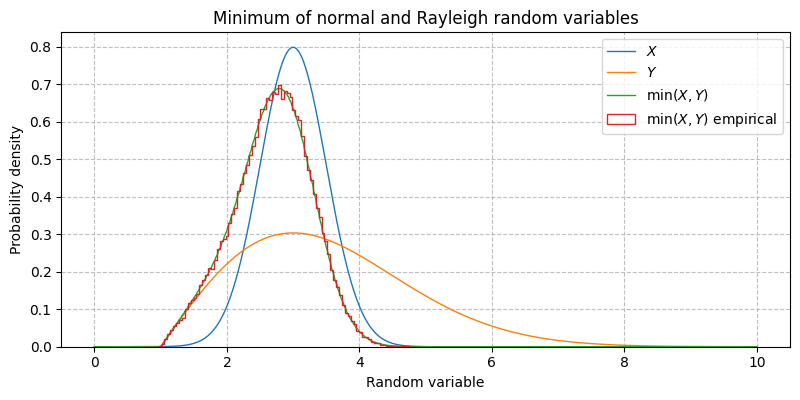 Minimum of normal and Rayleigh random variables
Probability density
0.8
0.7
0.6
0.5
0.4
0.3
0.2
0.1
0.0
X
Y
min(X, Y)
min(X, Y) empirical
0 2 4 6 8 10
Random variable